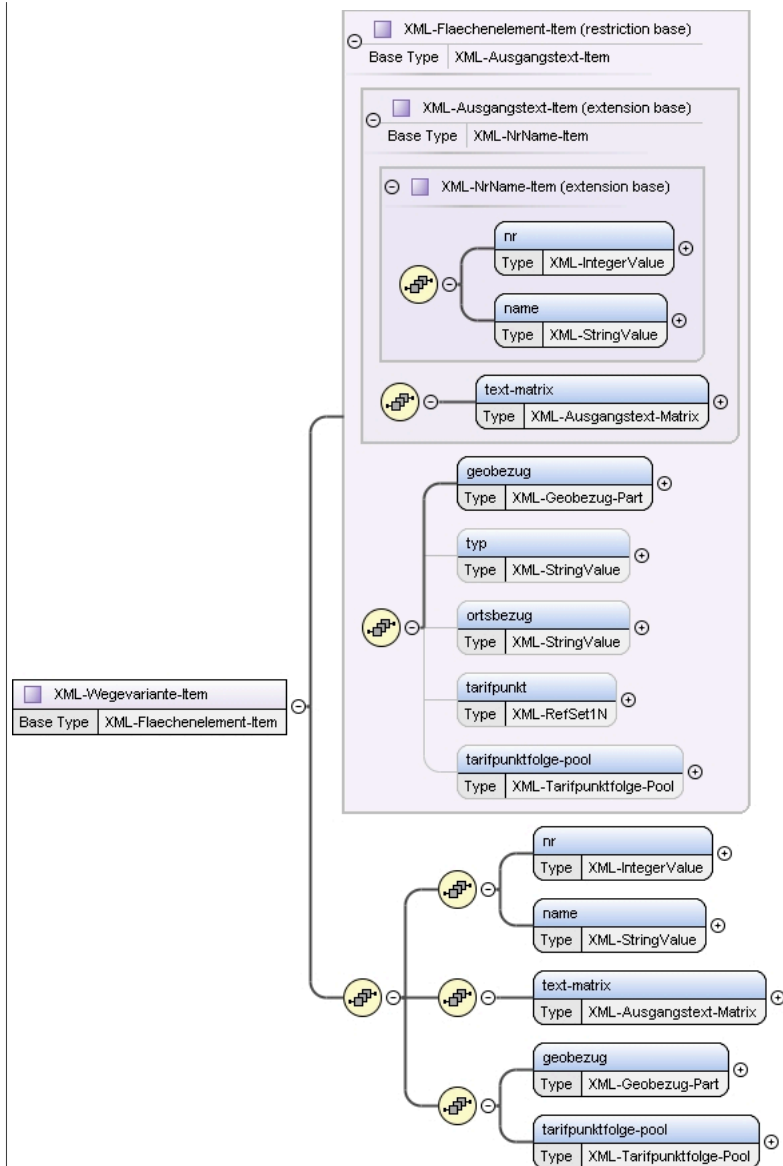 XML-Flaechenelement-Item (restriction base)
Base Type XML-Ausgangstext-Item
XML-Ausgangstext-Item (extension base)
Base Type XML-NrName-Item
XML-NrName-Item (extension base)
nr
Type XML-IntegerValue
name
Type XML-StringValue
text-matrix
Type XML-Ausgangstext-Matrix
geobezug
Type XML-Geobezug-Part
typ
Type XML-StringValue
ortsbezug
Type XML-StringValue
tarifpunkt
Type XML-RefSet1N
tarifpunktfolge-pool
Type XML-Tarifpunktfolge-Pool
XML-Wegevariante-Item
Base Type XML-Flaechenelement-Item
nr
Type XML-IntegerValue
name
Type XML-StringValue
text-matrix
Type XML-Ausgangstext-Matrix
geobezug
Type XML-Geobezug-Part
tarifpunktfolge-pool
Type XML-Tarifpunktfolge-Pool